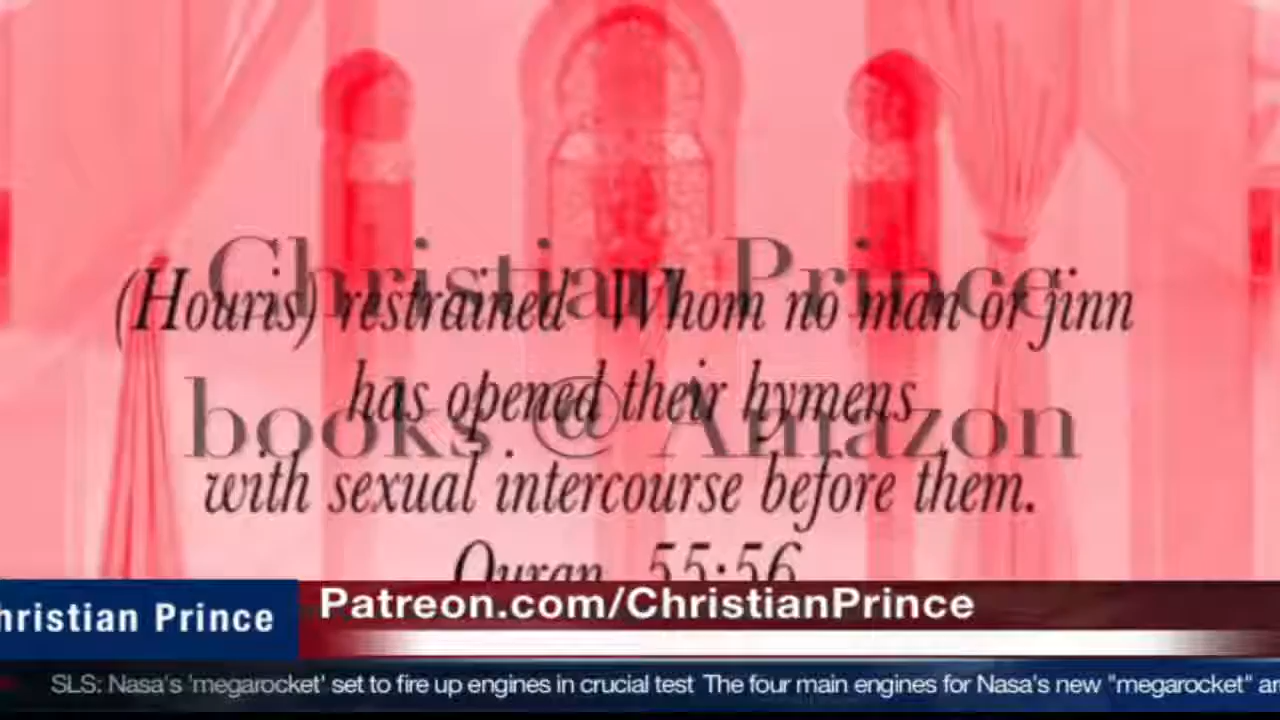 Christian Prince
(Houris) restrained Whom no man or jinn
has opened their hymens
books @ Amazon
with sexual intercourse before them.
Quran 55:56
hristian Prince
Patreon.com/ChristianPrince
SLS: Nasa's 'megarocket' set to fire up engines in crucial test The four main engines for Nasa's new "megarocket" ar